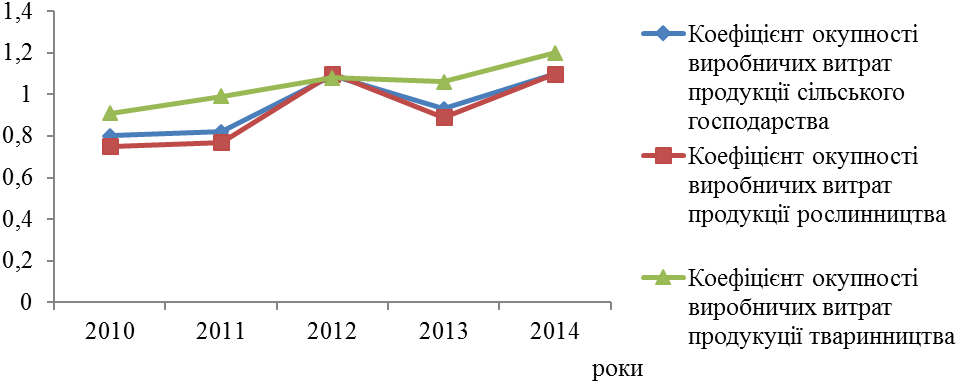 1,4
1,2
1
0,8
0,6
0,4
0,2
0
2010 2011 2012 2013 2014
роки
Коефіцієнт окупності
виробничих витрат
продукції сільського
господарства
Коефіцієнт окупності
виробничих витрат
продукції рослинництва
Коефіцієнт окупності
виробничих витрат
продукуції тваринництва